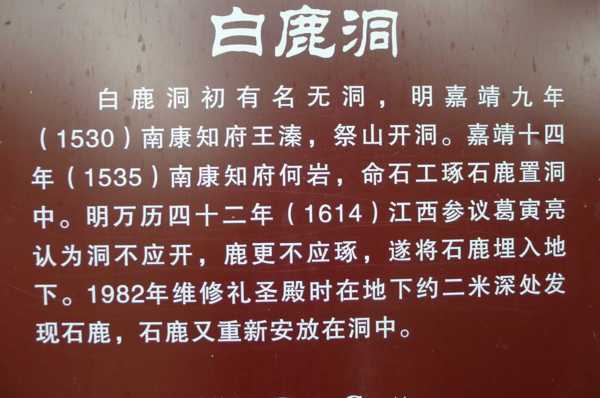 白鹿洞
白鹿洞初有名无洞，明嘉靖九年
（1530）南康知府王溱，祭山开洞。嘉靖十四
年（1535）南康知府何岩，命石工琢石鹿置洞
中。明万历四十二年（1614）江西参议葛寅亮
认为洞不应开，鹿更不应琢，遂将石鹿埋入地
下。1982年维修礼圣殿时在地下约二米深处发
现石鹿，石鹿又重新安放在洞中。